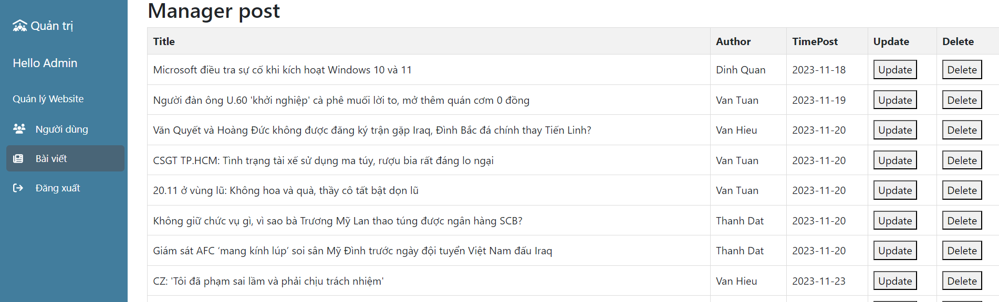 Quản trị
Hello Admin
Quản lý Website
Người dùng
Bài viết
Đăng xuất
Manager post
Title Author TimePost Update Delete
Microsoft điều tra sự cố khi kích hoạt Windows 10 và 11 Dinh Quan 2023-11-18 Update Delete
Người đàn ông U.60 'khởi nghiệp' cà phê muối lời to, mở thêm quán cơm 0 đồng Van Tuan 2023-11-19 Update Delete
Văn Quyết và Hoàng Đức không được đăng ký trận gặp Iraq, Đình Bắc đá chính thay Tiến Linh? Van Hieu 2023-11-20 Update Delete
CSGT TP.HCM: Tình trạng tài xế sử dụng ma túy, rượu bia rất đáng lo ngại Van Tuan 2023-11-20 Update Delete
20.11 ở vùng lũ: Không hoa và quà, thầy cô tất bật dọn lũ Van Tuan 2023-11-20 Update Delete
Không giữ chức vụ gì, vì sao bà Trương Mỹ Lan thao túng được ngân hàng SCB? Thanh Dat 2023-11-20 Update Delete
Giám sát AFC ‘mang kính lúp’ soi sân Mỹ Đình trước ngày đội tuyển Việt Nam đấu Iraq Thanh Dat 2023-11-20 Update Delete
CZ: 'Tôi đã phạm sai lầm và phải chịu trách nhiệm' Van Hieu 2023-11-23 Update Delete